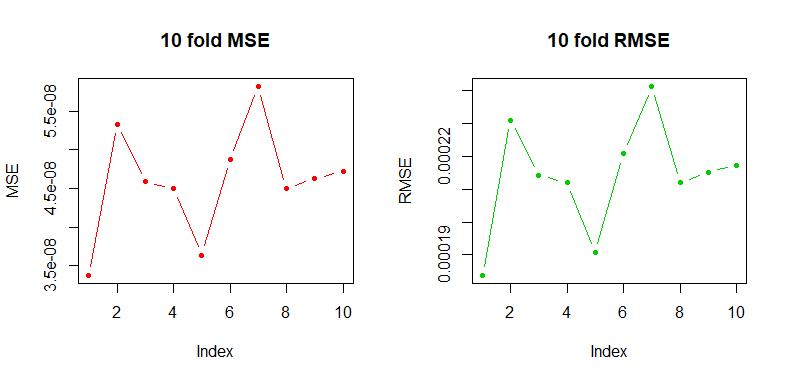 10 fold MSE
MSE
5.5e-08
4.5e-08
3.5e-08
2 4 6 8 10
Index
10 fold RMSE
RMSE
0.00022
0.00019
2 4 6 8 10
Index